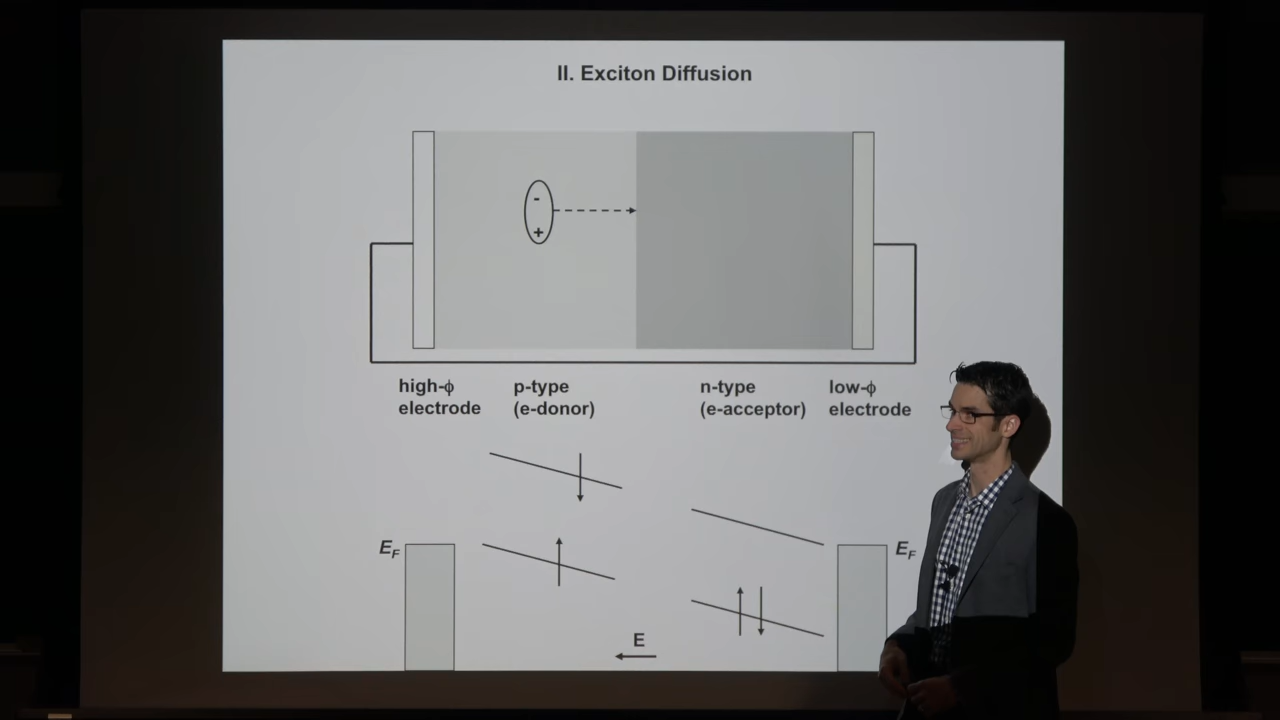 II. Exciton Diffusion
-
+
high-ϕ p-type n-type low-ϕ
electrode (e-donor) (e-acceptor) electrode
E_F E_F
E